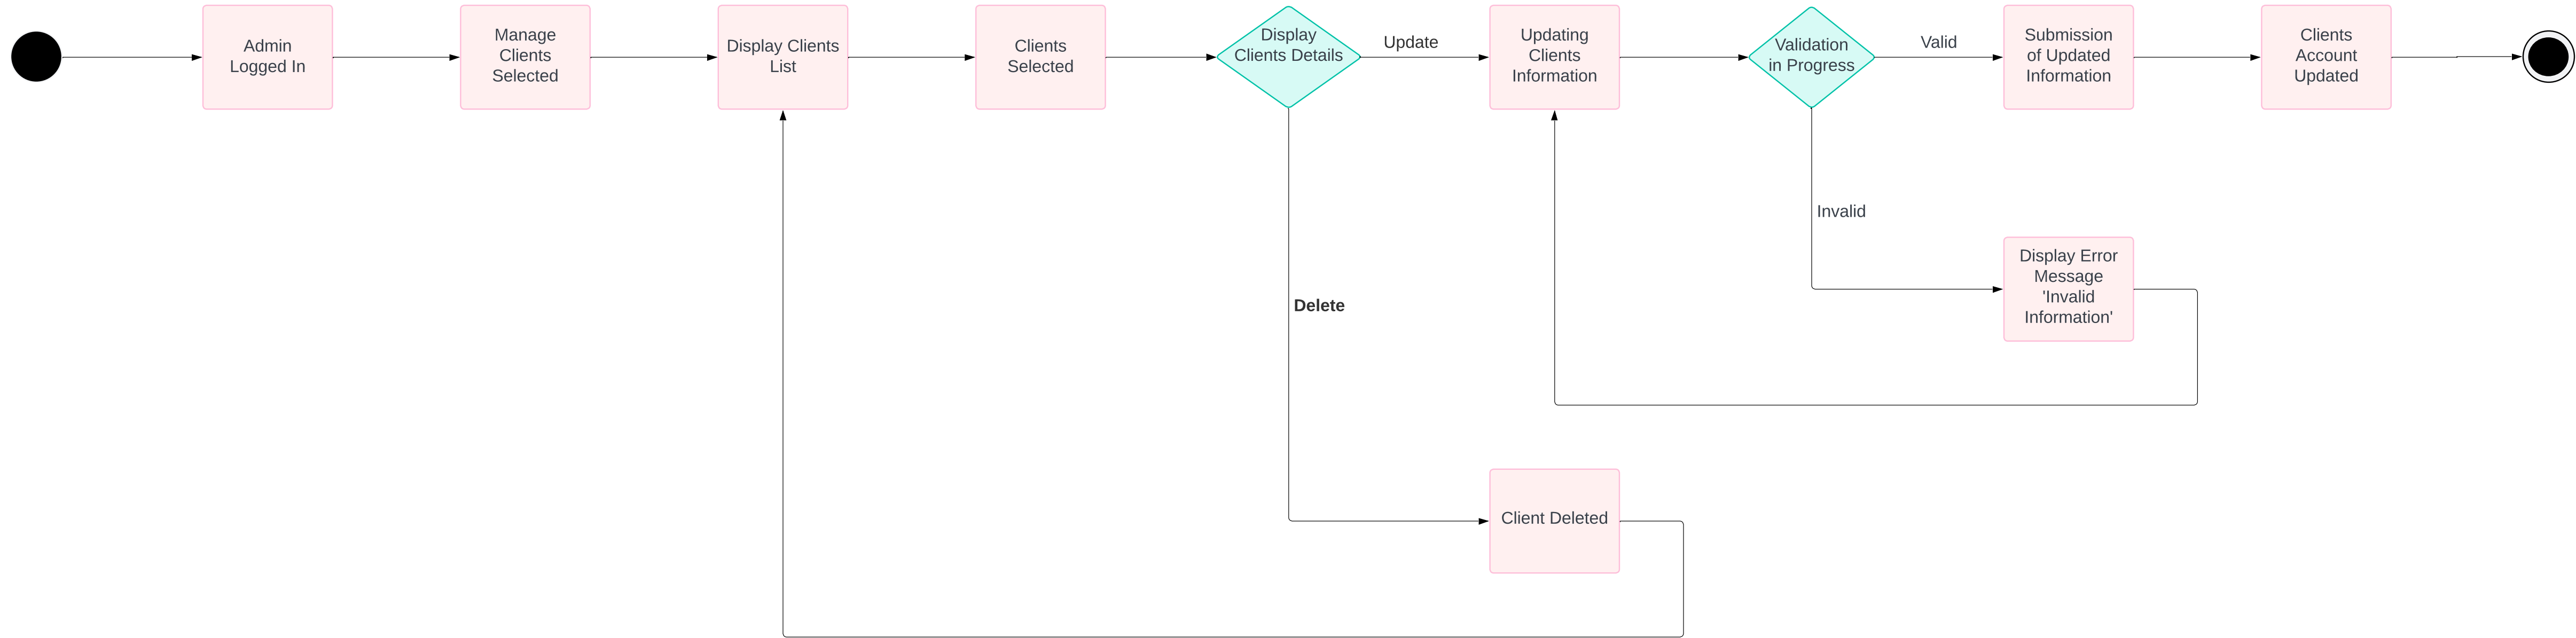 Admin
Logged In
Manage
Clients
Selected
Display Clients
List
Clients
Selected
Display
Clients Details
Update
Updating
Clients
Information
Validation
in Progress
Valid
Submission
of Updated
Information
Clients
Account
Updated
Invalid
Display Error
Message
'Invalid
Information'
Delete
Client Deleted